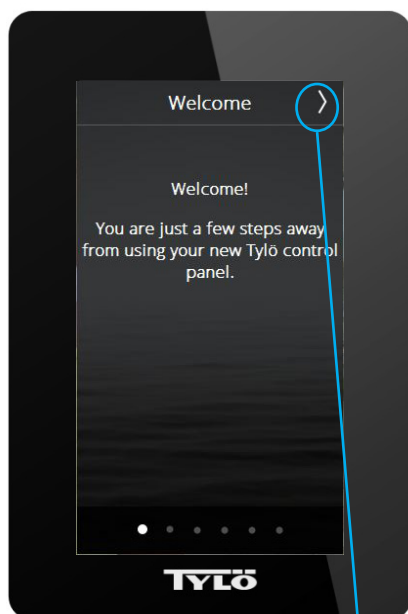 Welcome
Welcome!
You are just a few steps away
from using your new Tylö control
panel.
TYLÖ